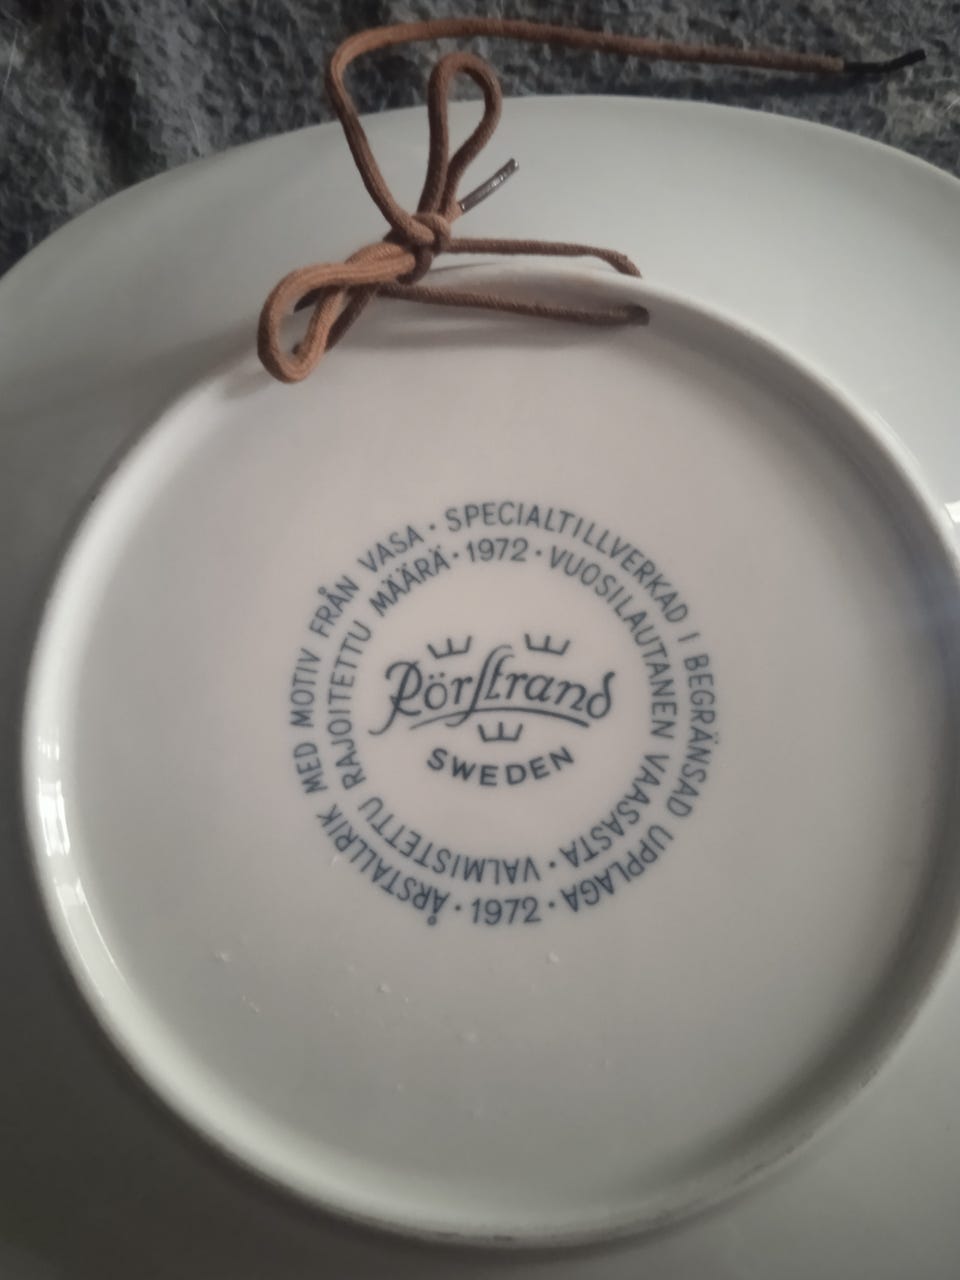 ÅRSTALLRIK MED MOTIV FRÅN VASA · SPECIALTILLVERKAD I BEGRÄNSAD UPPLAGA · 1972 ·
VUOSILAUTANEN VAASASTA · VALMISTETTU RAJOITETTU MÄÄRÄ · 1972 ·
Rörstrand
SWEDEN